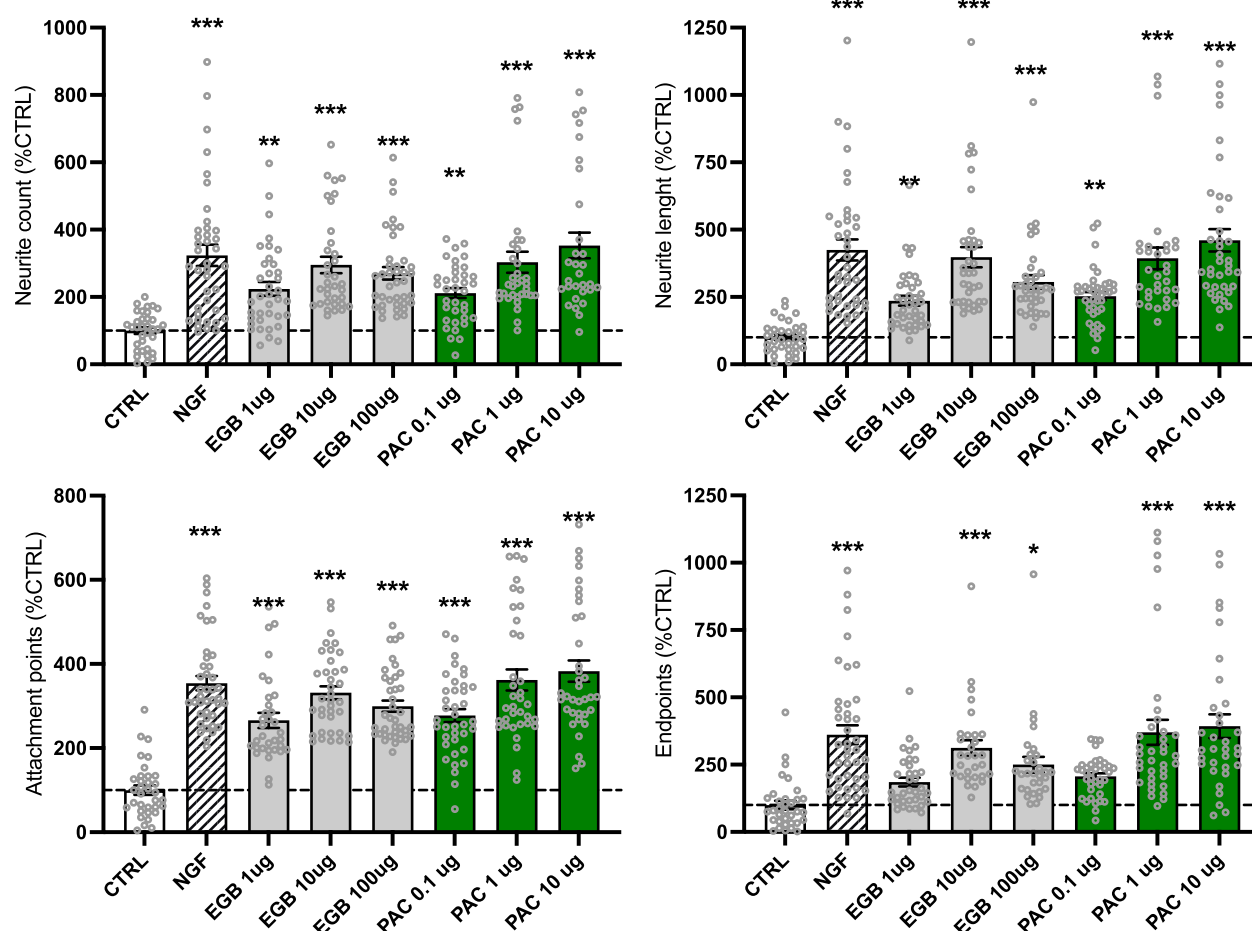 Neurite count (%CTRL)
1000
800
600
400
200
0
***
**
***
***
**
***
***
CTRL
NGF
EGB 1ug
EGB 10ug
EGB 100ug
PAC 0.1 ug
PAC 1 ug
PAC 10 ug
Neurite lenght (%CTRL)
1250
1000
750
500
250
0
***
**
***
***
**
***
***
CTRL
NGF
EGB 1ug
EGB 10ug
EGB 100ug
PAC 0.1 ug
PAC 1 ug
PAC 10 ug
Attachment points (%CTRL)
800
600
400
200
0
***
***
***
***
***
***
***
CTRL
NGF
EGB 1ug
EGB 10ug
EGB 100ug
PAC 0.1 ug
PAC 1 ug
PAC 10 ug
Endpoints (%CTRL)
1250
1000
750
500
250
0
***
***
*
***
***
CTRL
NGF
EGB 1ug
EGB 10ug
EGB 100ug
PAC 0.1 ug
PAC 1 ug
PAC 10 ug